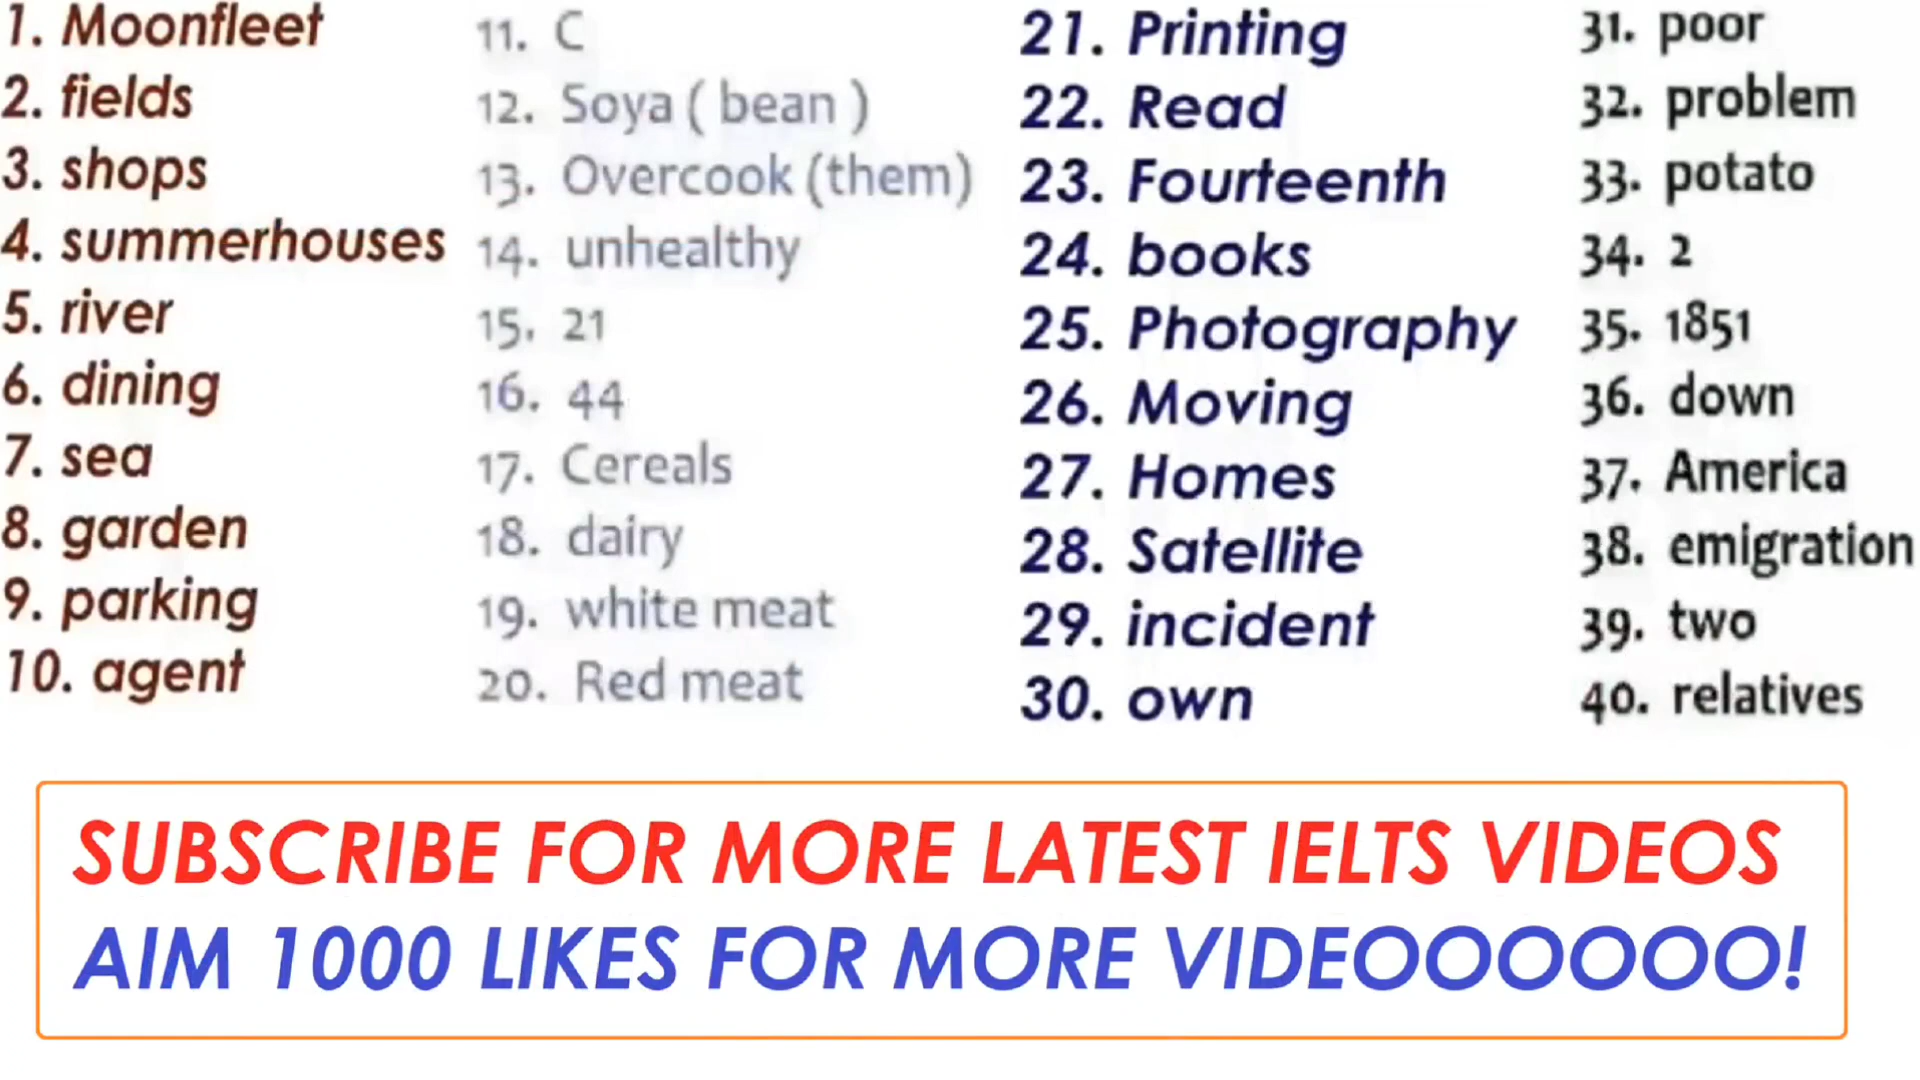 1. Moonfleet
2. fields
3. shops
4. summerhouses
5. river
6. dining
7. sea
8. garden
9. parking
10. agent
11. C
12. Soya ( bean )
13. Overcook (them)
14. unhealthy
15. 21
16. 44
17. Cereals
18. dairy
19. white meat
20. Red meat
21. Printing
22. Read
23. Fourteenth
24. books
25. Photography
26. Moving
27. Homes
28. Satellite
29. incident
30. own
31. poor
32. problem
33. potato
34. 2
35. 1851
36. down
37. America
38. emigration
39. two
40. relatives
SUBSCRIBE FOR MORE LATEST IELTS VIDEOS
AIM 1000 LIKES FOR MORE VIDEOOOOOO!